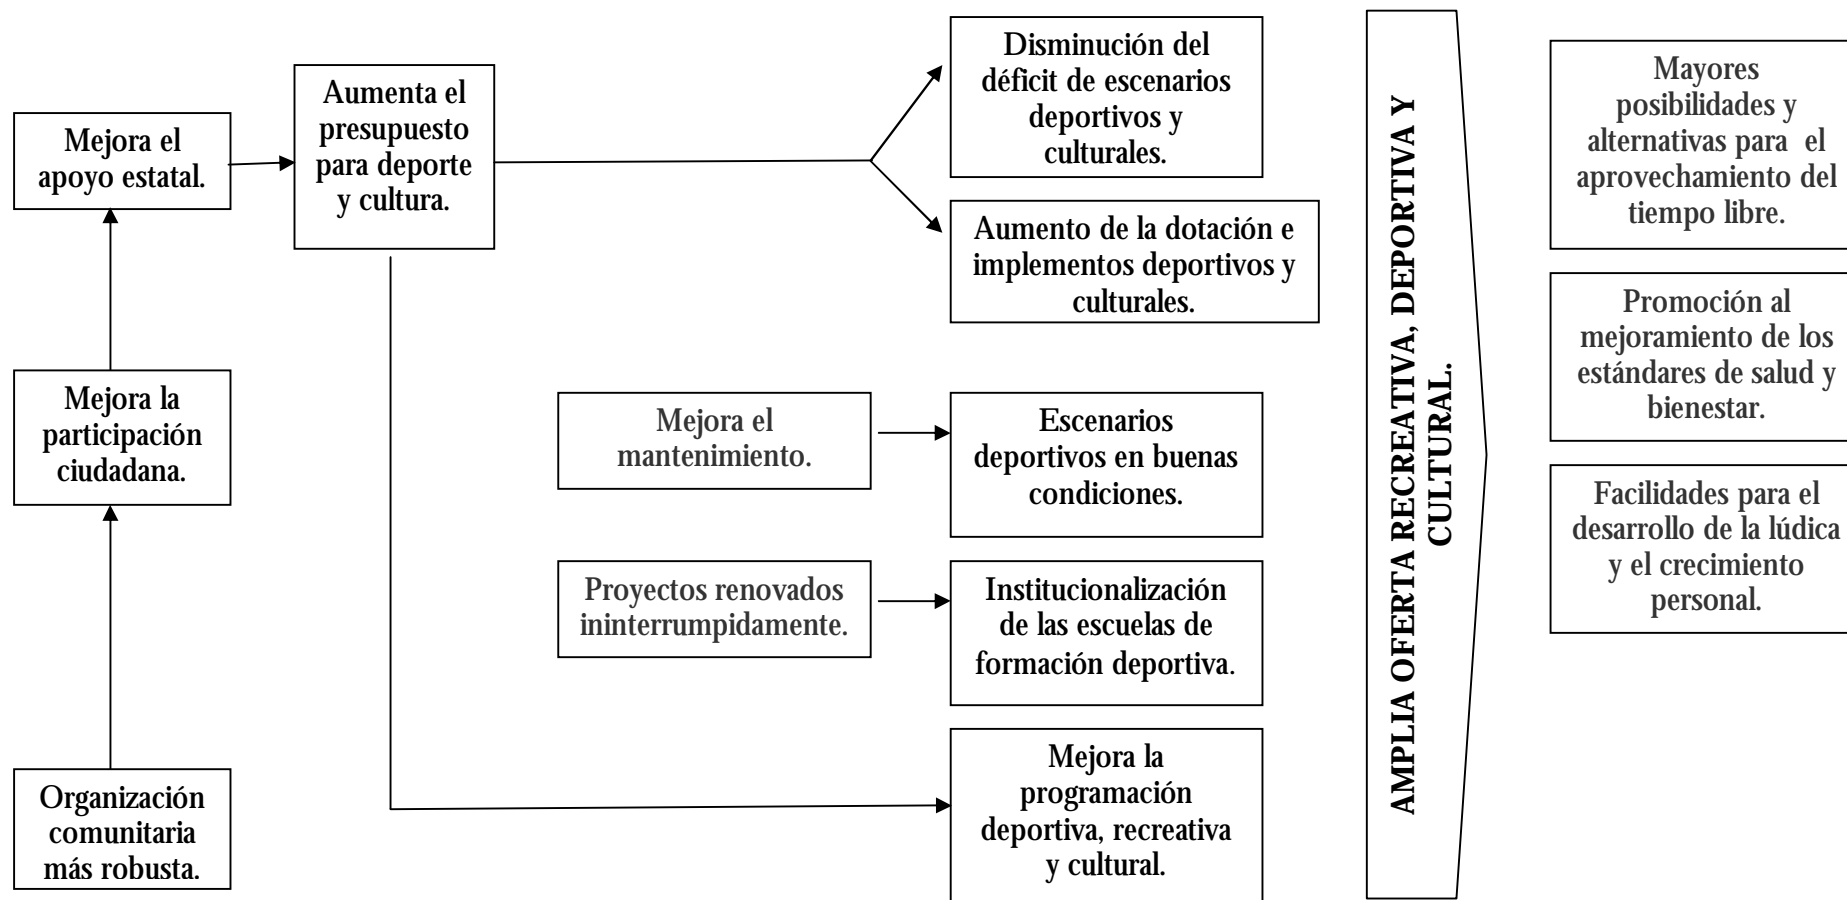 Mejora el
apoyo estatal.
Mejora la
participación
ciudadana.
Organización
comunitaria
más robusta.
Aumenta el
presupuesto
para deporte
y cultura.
Mejora el
mantenimiento.
Proyectos renovados
ininterrumpidamente.
Disminución del
déficit de escenarios
deportivos y
culturales.
Aumento de la dotación e
implementos deportivos y
culturales.
Escenarios
deportivos en buenas
condiciones.
Institucionalización
de las escuelas de
formación deportiva.
Mejora la
programación
deportiva, recreativa
y cultural.
AMPLIA OFERTA RECREATIVA, DEPORTIVA Y
CULTURAL.
Mayores
posibilidades y
alternativas para el
aprovechamiento del
tiempo libre.
Promoción al
mejoramiento de los
estándares de salud y
bienestar.
Facilidades para el
desarrollo de la lúdica
y el crecimiento
personal.